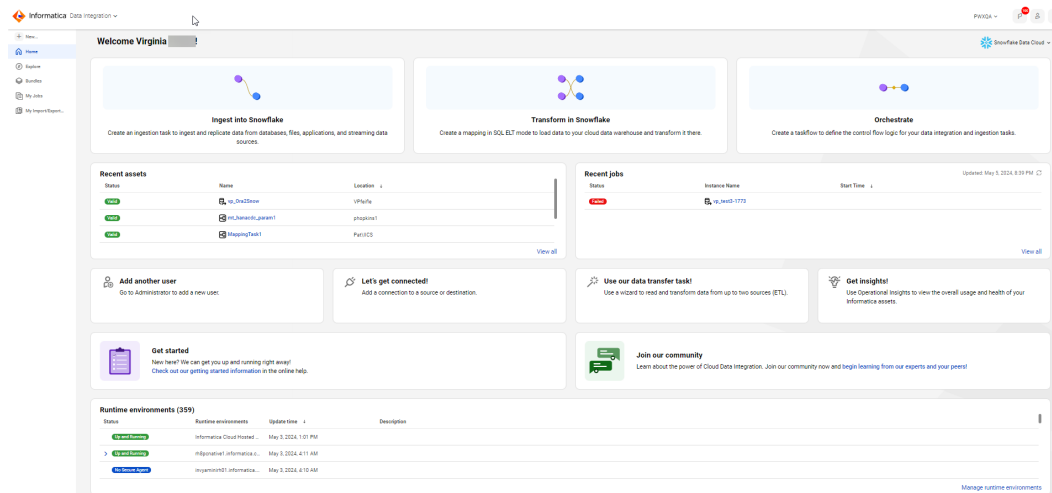 Informatica Data Integration
PWXQA
New...
Home
Explore
Bundles
My Jobs
My Import/Export...
Welcome Virginia !
Snowflake Data Cloud
Ingest into Snowflake
Create an ingestion task to ingest and replicate data from databases, files, applications, and streaming data
sources.
Transform in Snowflake
Create a mapping in SQL ELT mode to load data to your cloud data warehouse and transform it there.
Orchestrate
Create a taskflow to define the control flow logic for your data integration and ingestion tasks.
Recent assets
Status Name Location ↓
Valid vp_Ora2Snow VPfaifla
Valid mt_hanacdc_param1 phopkins1
Valid MappingTask1
View all
Recent jobs
Updated: May 5, 2024, 8:39 PM
Status Instance Name Start Time ↓
Failed vp_test3-1773
View all
Add another user
Go to Administrator to add a new user.
Let's get connected!
Add a connection to a source or destination.
Use our data transfer task!
Use a wizard to read and transform data from up to two sources (ETL).
Get insights!
Use Operational Insights to view the overall usage and health of your
Informatica assets.
Get started
New here? We can get you up and running right away!
Check out our getting started information in the online help.
Join our community
Learn about the power of Cloud Data Integration. Join our community now and begin learning from our experts and your peers!
Runtime environments (359)
Status Runtime environments Update time ↓ Description
Up and Running Informatica Cloud Hosted ... May 3, 2024, 1:01 PM
Up and Running May 3, 2024, 4:11 AM
No Secure Agent invyaminirh01.informatica... May 3, 2024, 4:10 AM
Manage runtime environments